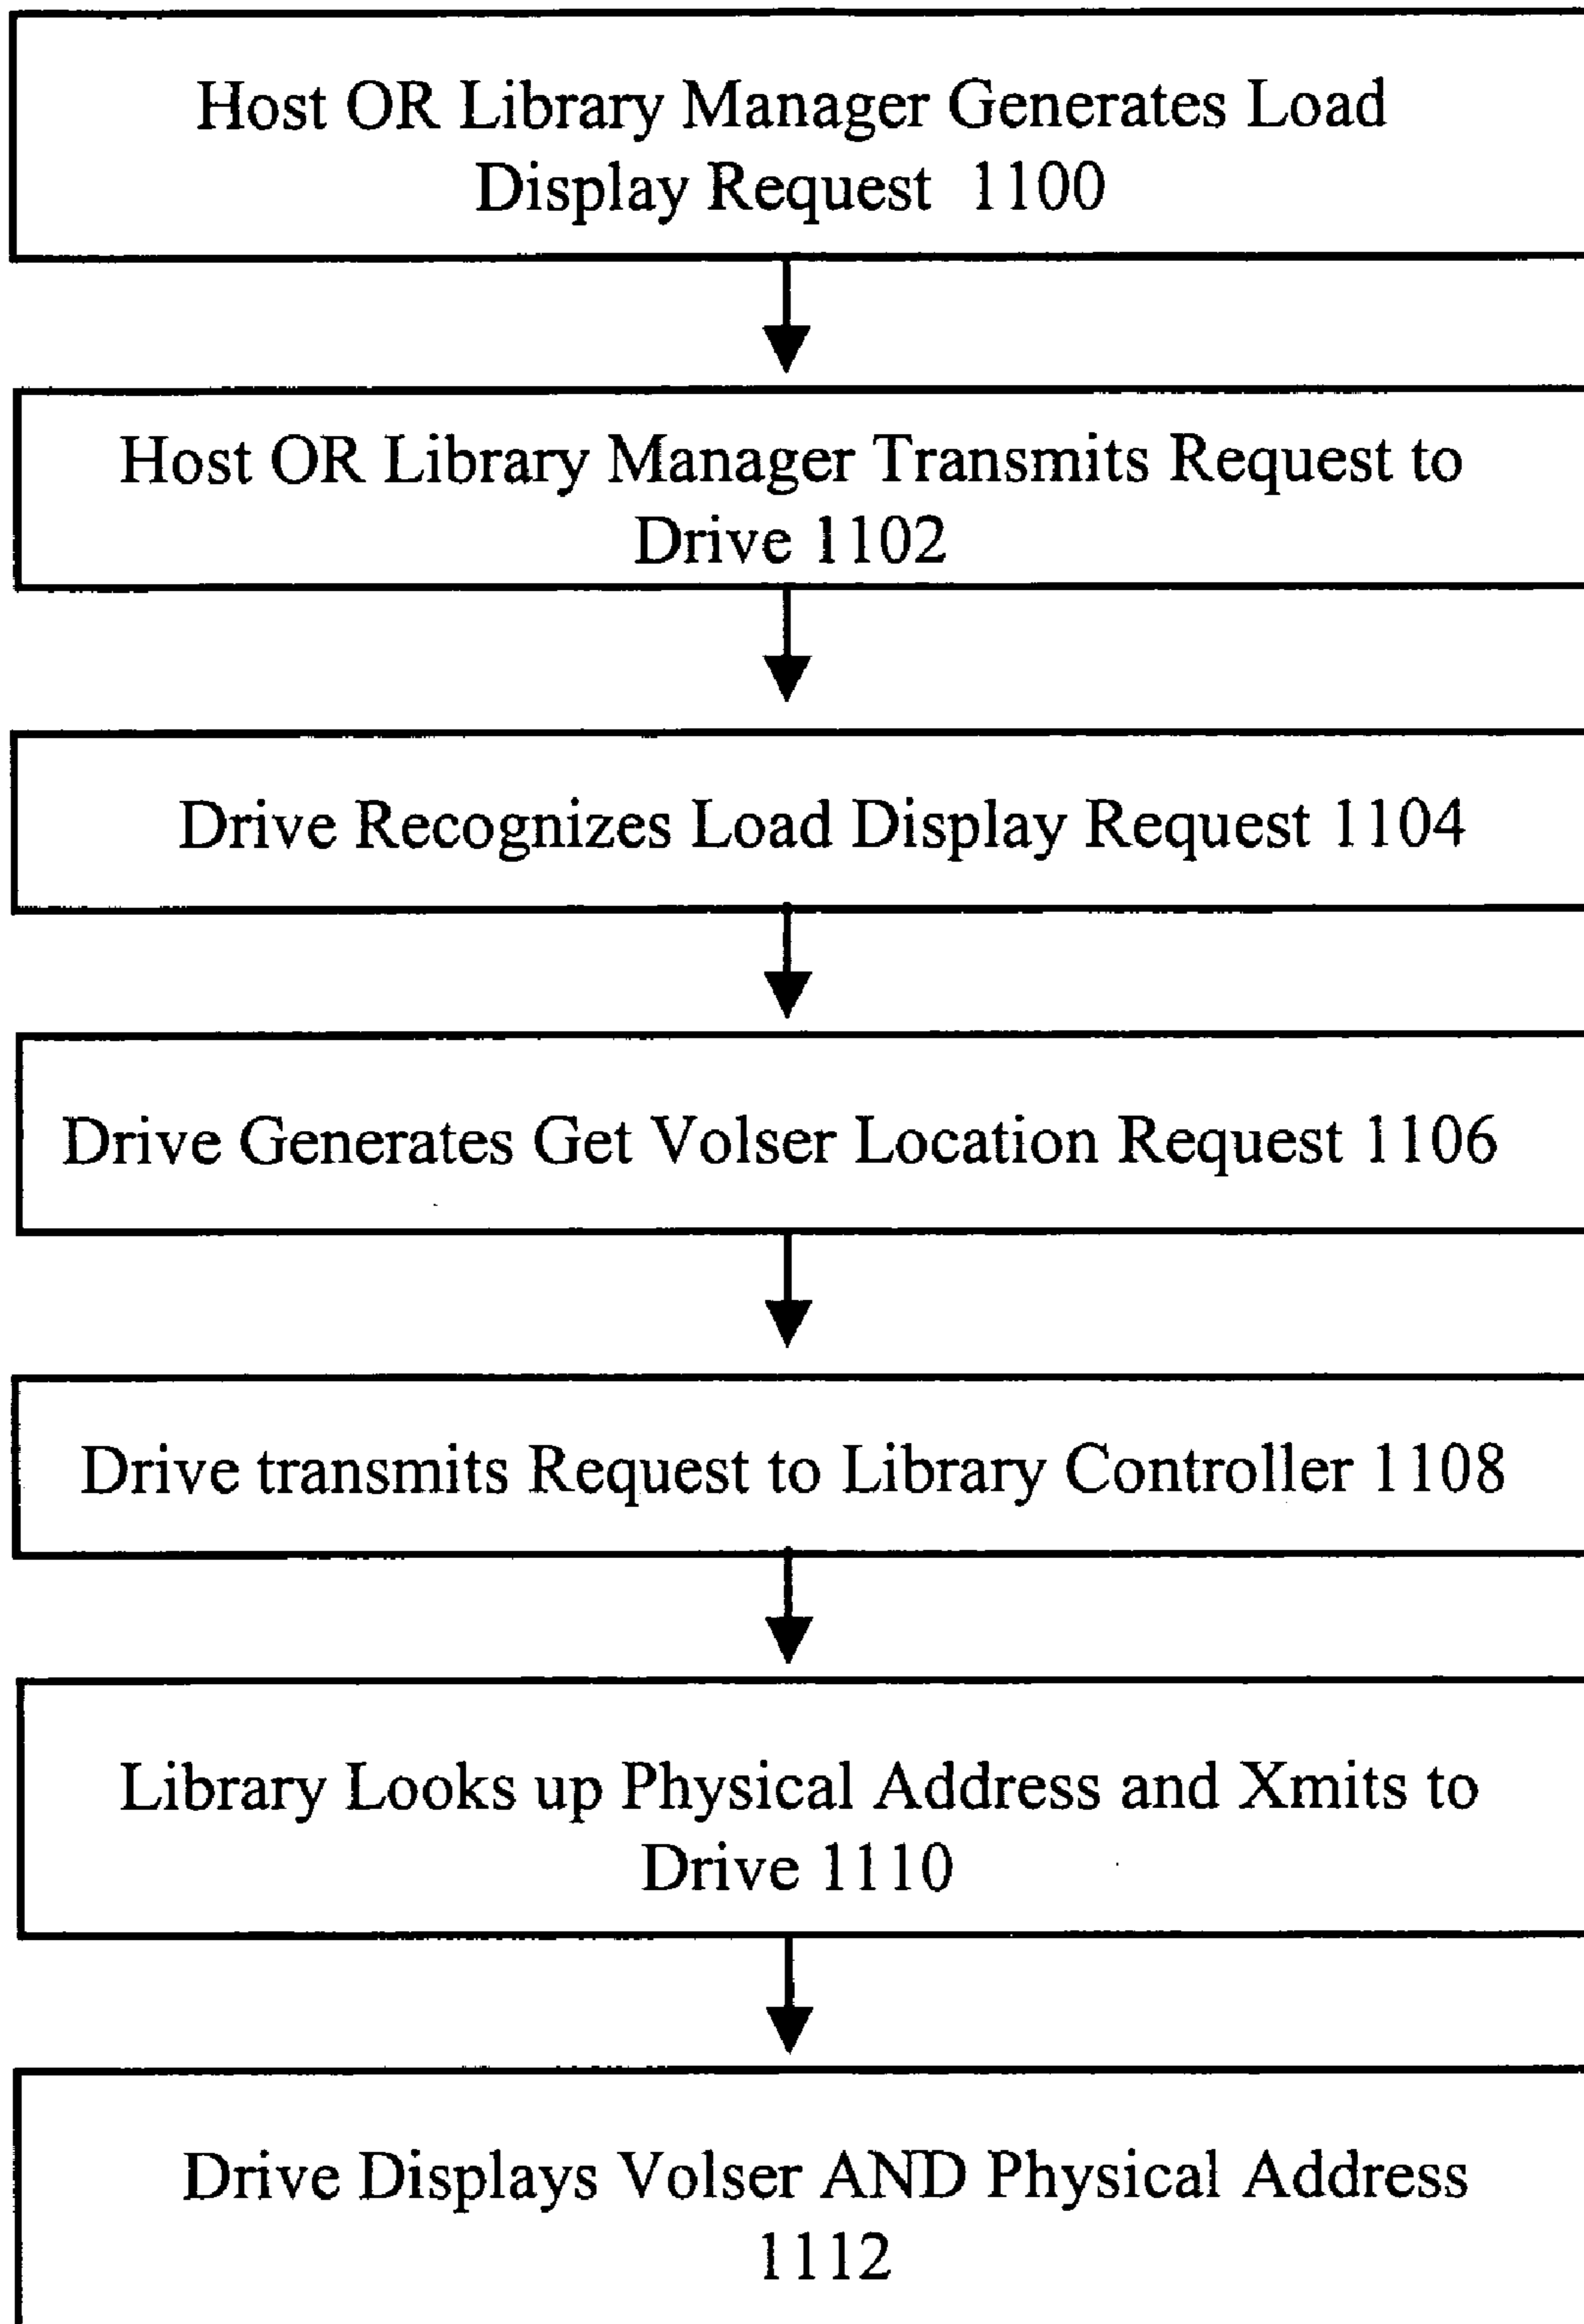 Host OR Library Manager Generates Load
Display Request 1100
Host OR Library Manager Transmits Request to
Drive 1102
Drive Recognizes Load Display Request 1104
Drive Generates Get Volser Location Request 1106
Drive transmits Request to Library Controller 1108
Library Looks up Physical Address and Xmits to
Drive 1110
Drive Displays Volser AND Physical Address
1112